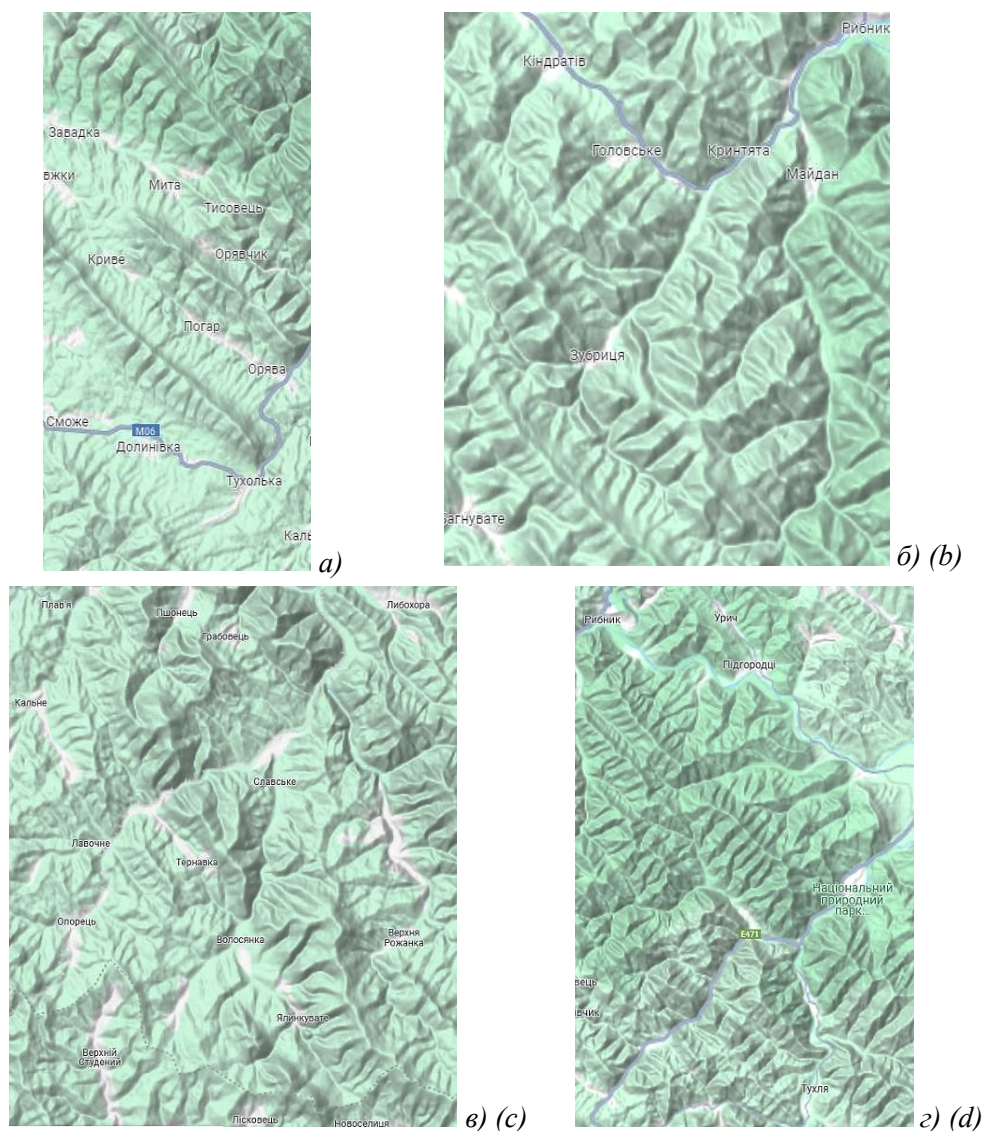 Завадка
вжки
Мита
Тисовець
Орявчик
Криве
Погар
Орява
Сможе
М06
Долинівка
Тухолька
Каль
а)
Рибник
Кіндратів
Головське
Кринтята
Майдан
Зубриця
Багнувате
б) (b)
Плав'я
Пшонець
Либохора
Грабовець
Кальне
Славське
Лавочне
Тернавка
Опорець
Волосянка
Верхня
Рожанка
Ялинкувате
Верхній
Студений
Лісковець
Новоселиця
в) (c)
Рибник
Урич
Підгородці
Національний
природний
парк...
E471
вець
вчик
Тухля
г) (d)